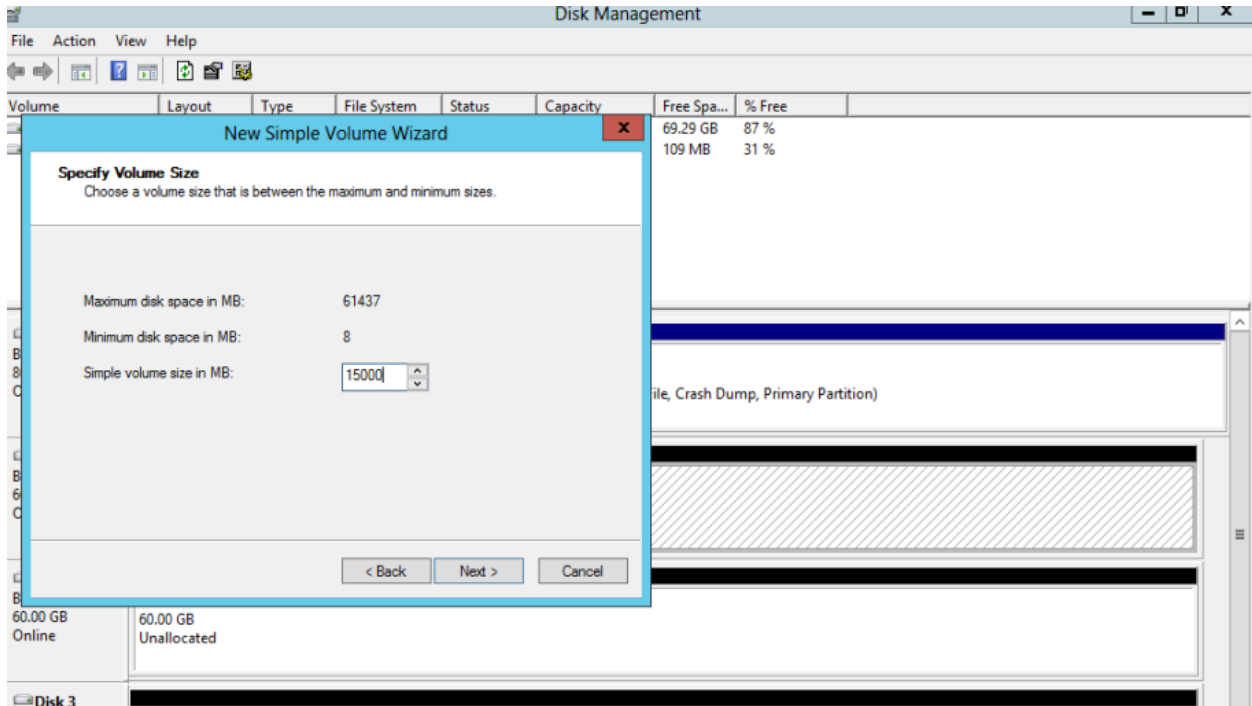 Disk Management
File Action View Help
Volume Layout Type File System Status Capacity Free Spa... % Free
69.29 GB 87 %
109 MB 31 %
New Simple Volume Wizard
Specify Volume Size
Choose a volume size that is between the maximum and minimum sizes.
Maximum disk space in MB: 61437
Minimum disk space in MB: 8
Simple volume size in MB: 15000
< Back Next > Cancel
File, Crash Dump, Primary Partition)
60.00 GB
Online
60.00 GB
Unallocated
Disk 3